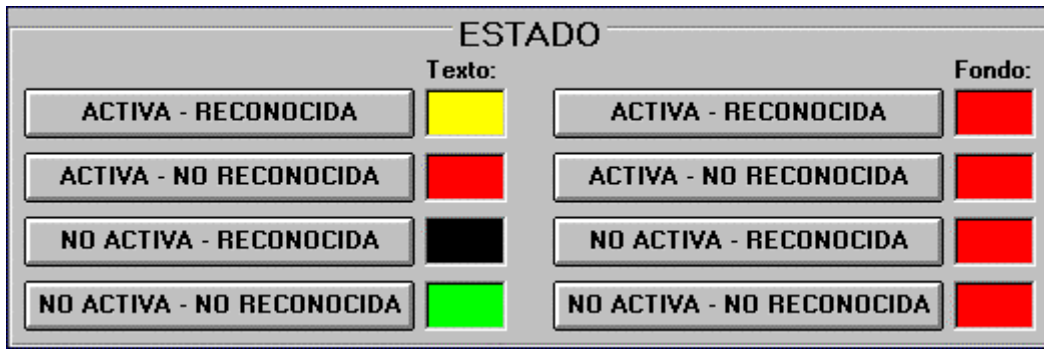 ESTADO
Texto: Fondo:
ACTIVA - RECONOCIDA ACTIVA - RECONOCIDA
ACTIVA - NO RECONOCIDA ACTIVA - NO RECONOCIDA
NO ACTIVA - RECONOCIDA NO ACTIVA - RECONOCIDA
NO ACTIVA - NO RECONOCIDA NO ACTIVA - NO RECONOCIDA